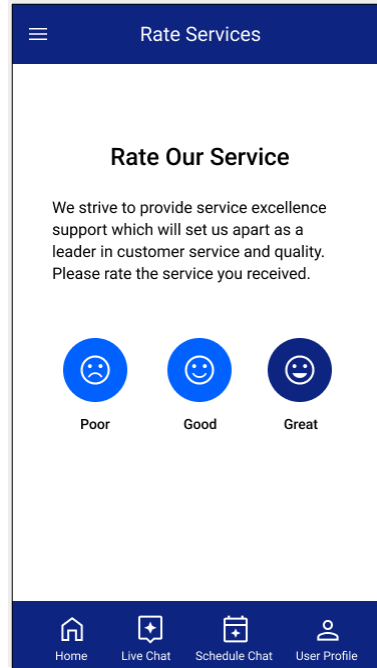 Rate Services
Rate Our Service
We strive to provide service excellence
support which will set us apart as a
leader in customer service and quality.
Please rate the service you received.
Poor Good Great
Home Live Chat Schedule Chat User Profile